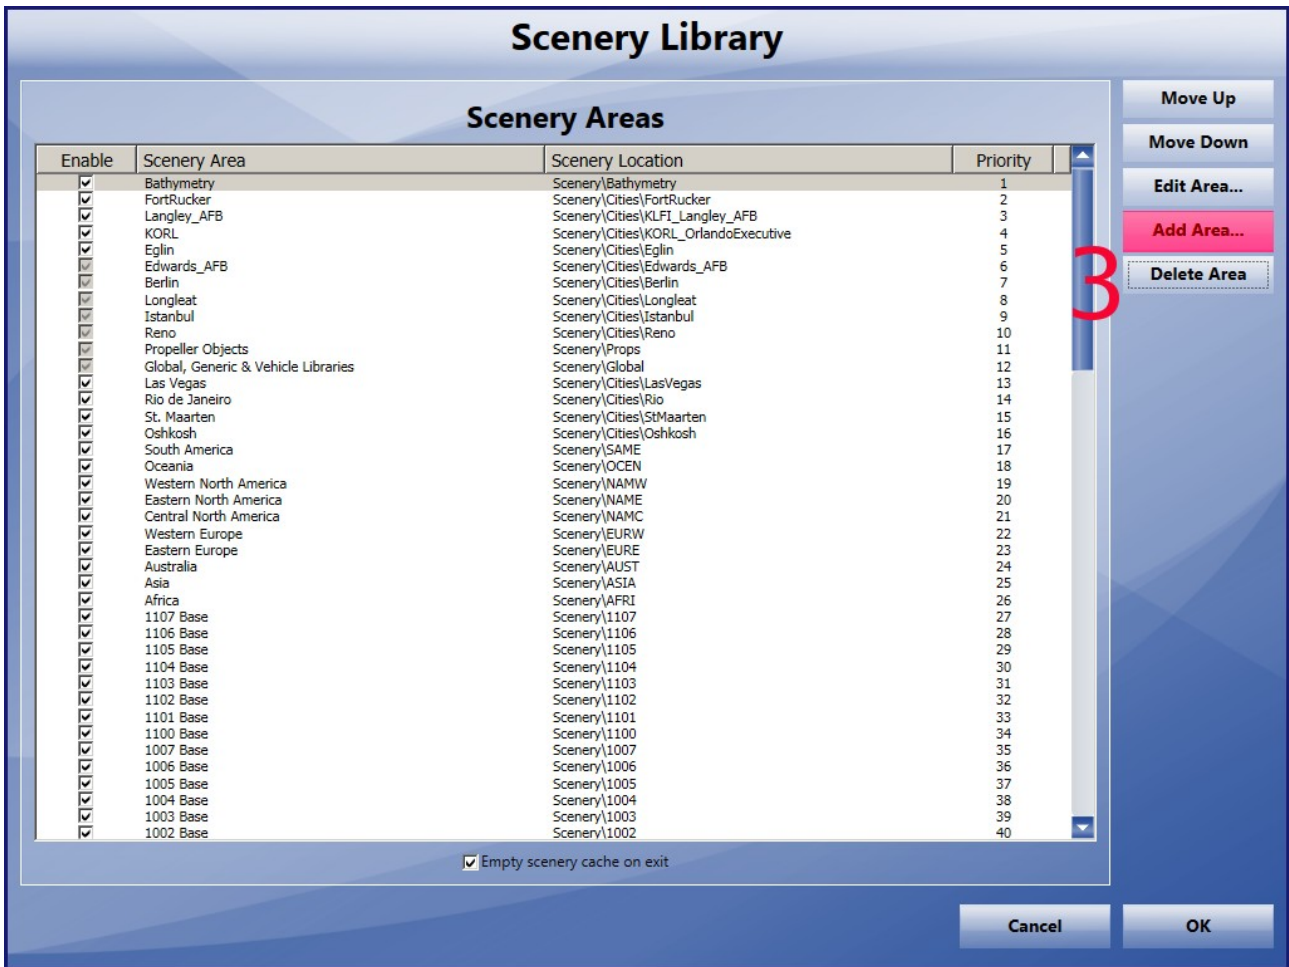 Scenery Library
Scenery Areas
Enable Scenery Area Scenery Location Priority
Bathymetry Scenery\Bathymetry 1
FortRucker Scenery\Cities\FortRucker 2
Langley_AFB Scenery\Cities\KLFI_Langley_AFB 3
KORL Scenery\Cities\KORL_OrlandoExecutive 4
Eglin Scenery\Cities\Eglin 5
Edwards_AFB Scenery\Cities\Edwards_AFB 6
Berlin Scenery\Cities\Berlin 7
Longleat Scenery\Cities\Longleat 8
Istanbul Scenery\Cities\Istanbul 9
Reno Scenery\Cities\Reno 10
Propeller Objects Scenery\Props 11
Global, Generic & Vehicle Libraries Scenery\Global 12
Las Vegas Scenery\Cities\LasVegas 13
Rio de Janeiro Scenery\Cities\Rio 14
St. Maarten Scenery\Cities\StMaarten 15
Oshkosh Scenery\Cities\Oshkosh 16
South America Scenery\SAME 17
Oceania Scenery\OCEN 18
Western North America Scenery\NAMW 19
Eastern North America Scenery\NAME 20
Central North America Scenery\NAMC 21
Western Europe Scenery\EURW 22
Eastern Europe Scenery\EURE 23
Australia Scenery\AUST 24
Asia Scenery\ASIA 25
Africa Scenery\AFRI 26
1107 Base Scenery\1107 27
1106 Base Scenery\1106 28
1105 Base Scenery\1105 29
1104 Base Scenery\1104 30
1103 Base Scenery\1103 31
1102 Base Scenery\1102 32
1101 Base Scenery\1101 33
1100 Base Scenery\1100 34
1007 Base Scenery\1007 35
1006 Base Scenery\1006 36
1005 Base Scenery\1005 37
1004 Base Scenery\1004 38
1003 Base Scenery\1003 39
1002 Base Scenery\1002 40
Empty scenery cache on exit
Move Up
Move Down
Edit Area...
Add Area...
3
Delete Area
Cancel OK